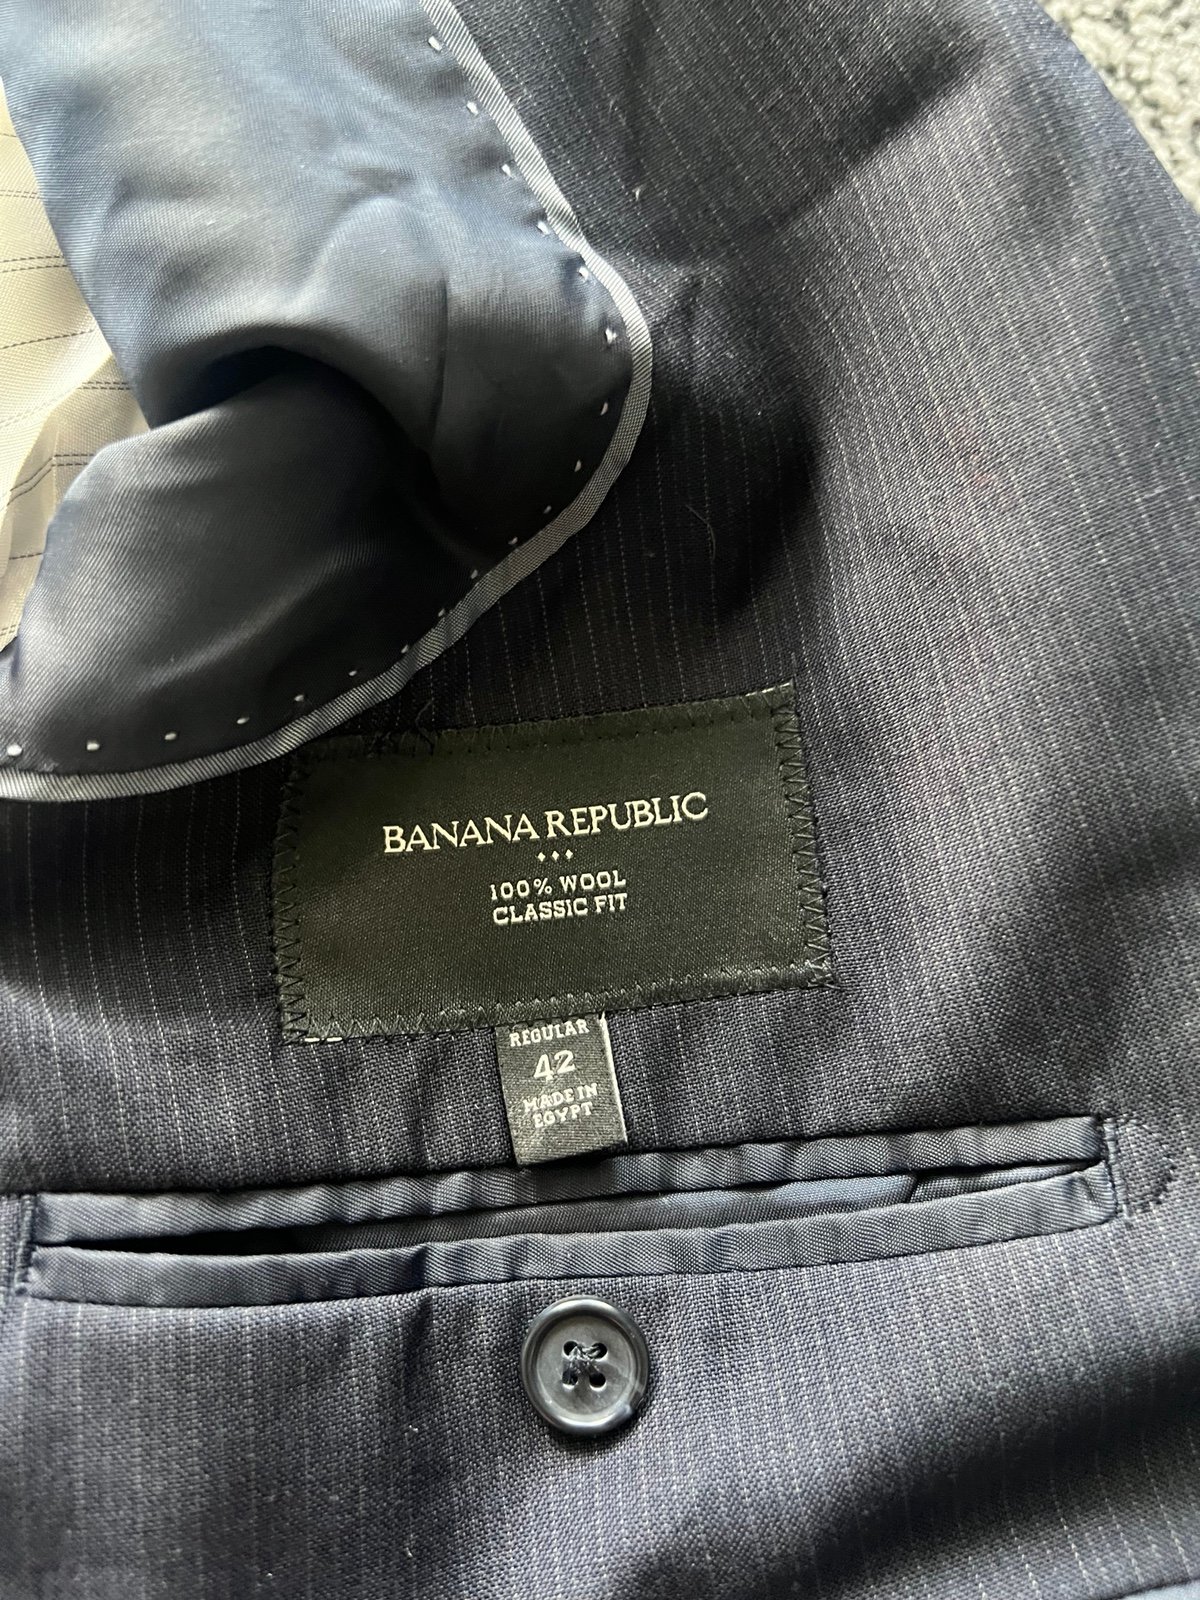 BANANA REPUBLIC
100% WOOL
CLASSIC FIT
REGULAR
42
MADE IN
EGYPT